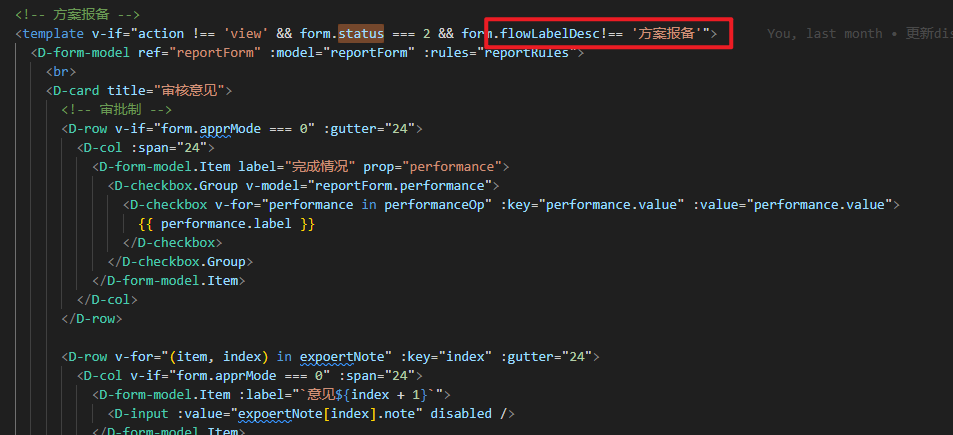 <!-- 方案报备 -->
<template v-if="action !== 'view' && form.status === 2 && form.flowLabelDesc!== '方案报备'"> You, last month • 更新dis
<D-form-model ref="reportForm" :model="reportForm" :rules="reportRules">
<br>
<D-card title="审核意见">
<!-- 审批制 -->
<D-row v-if="form.apprMode === 0" :gutter="24">
<D-col :span="24">
<D-form-model.Item label="完成情况" prop="performance">
<D-checkbox.Group v-model="reportForm.performance">
<D-checkbox v-for="performance in performanceOp" :key="performance.value" :value="performance.value">
{{ performance.label }}
</D-checkbox>
</D-checkbox.Group>
</D-form-model.Item>
</D-col>
</D-row>
<D-row v-for="(item, index) in expoertNote" :key="index" :gutter="24">
<D-col v-if="form.apprMode === 0" :span="24">
<D-form-model.Item :label="`意见${index + 1}`">
<D-input :value="expoertNote[index].note" disabled />
</D-form-model.Item>